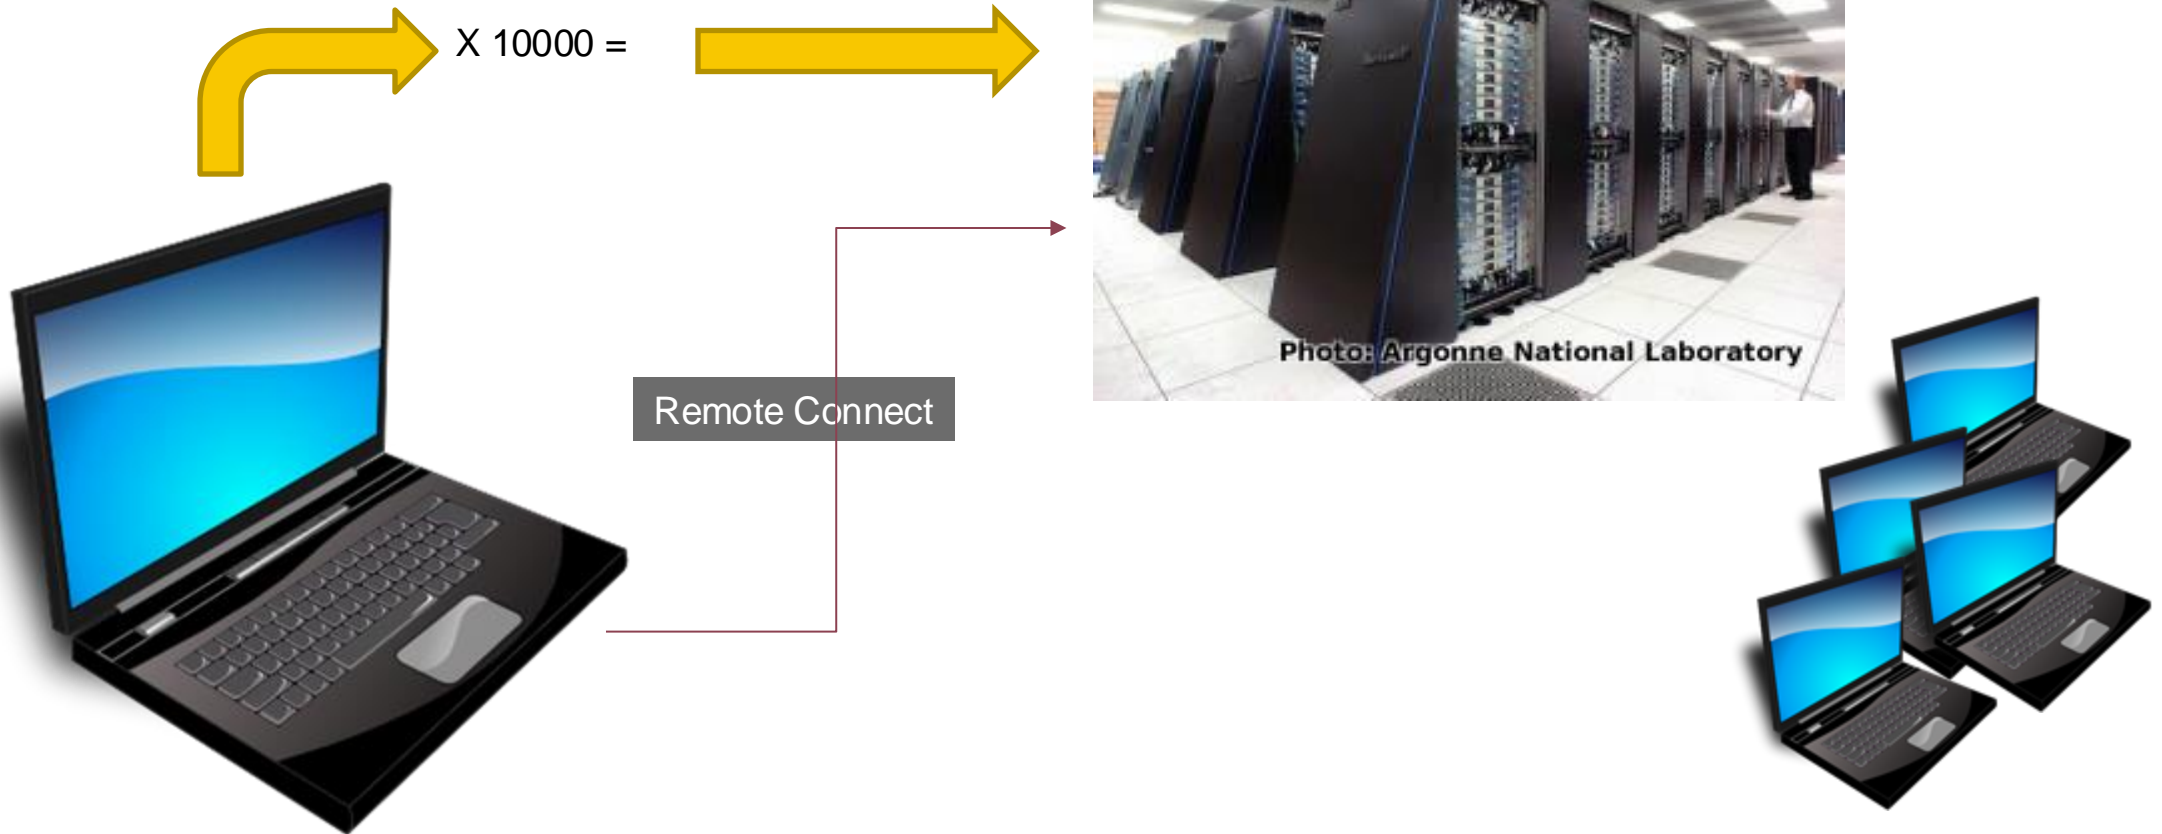 X 10000 =
Photo: Argonne National Laboratory
Remote Connect